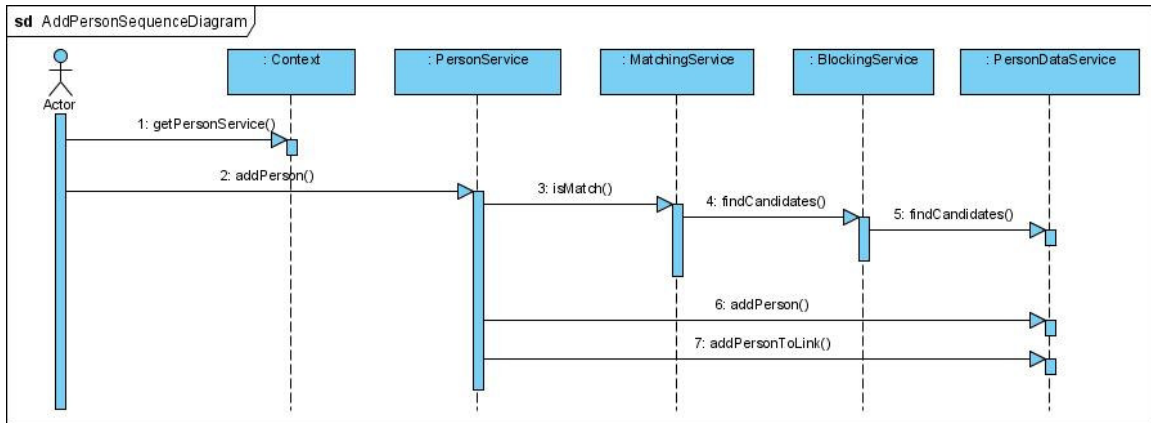 sd AddPersonSequenceDiagram
: Context
: PersonService
: MatchingService
: BlockingService
: PersonDataService
Actor
1: getPersonService()
2: addPerson()
3: isMatch()
4: findCandidates()
5: findCandidates()
6: addPerson()
7: addPersonToLink()